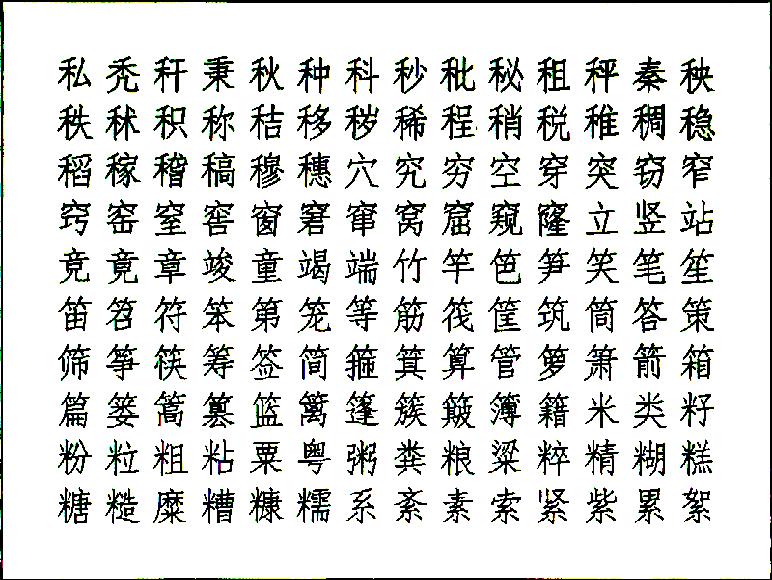 私秃秆秉秋种科秒秕秘租秤秦秧
秩秫积称秸移秽稀程稍税稚稠稳
稻稼稽稿穆穗穴究穷空穿突窃窄
窍窑窒窖窗窘窜窝窟窥窿立竖站
竞竟章竣童竭端竹竿笆笋笑笔笙
笛笤符笨第笼等筋筏筐筑筒答策
筛筝筷筹签简箍箕算管箩箫箭箱
篇篓篙篡篮篱篷簇簸簿籍米类籽
粉粒粗粘粟粤粥粪粮粱粹精糊糕
糖糙糜糟糠糯系紊素索紧紫累絮